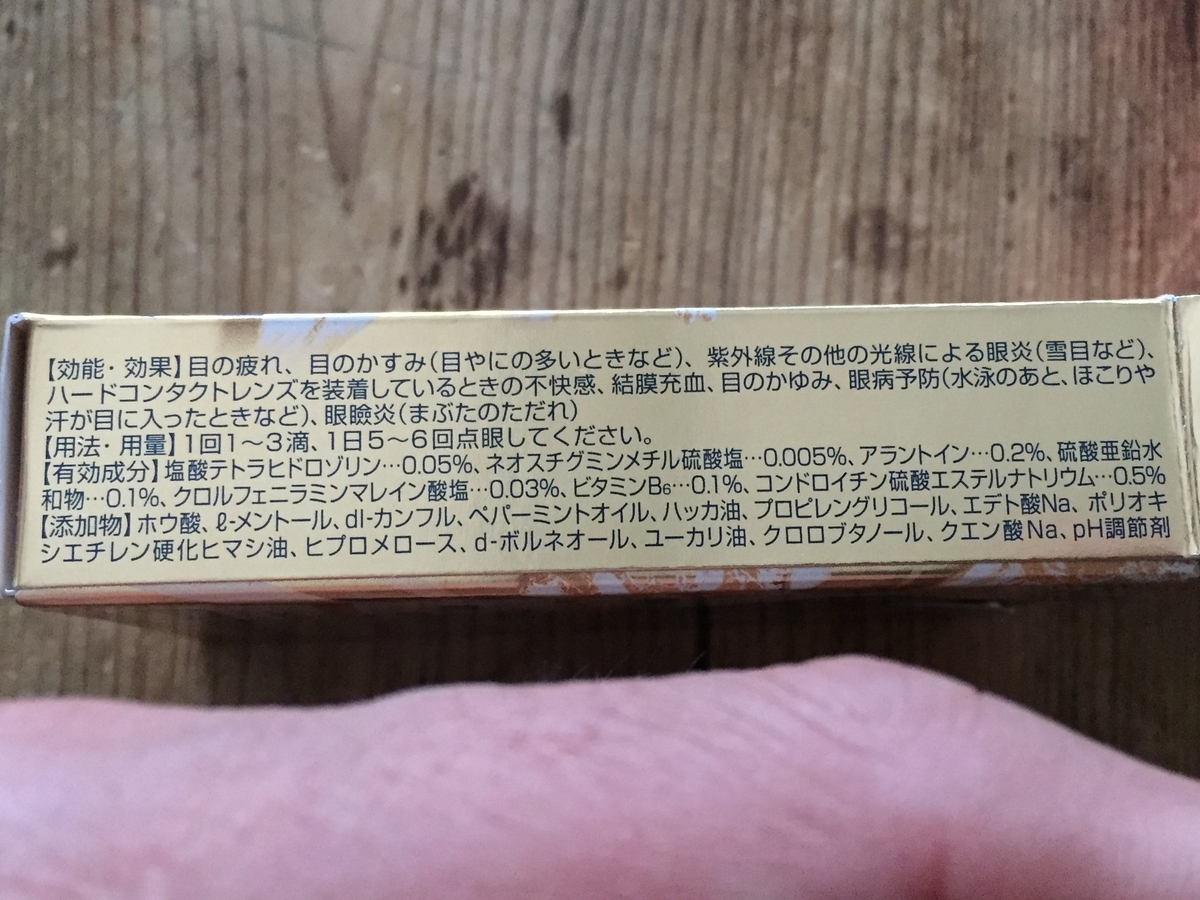 【効能・効果】目の疲れ、目のかすみ(目やにの多いときなど)、紫外線その他の光線による眼炎(雪目など)、
ハードコンタクトレンズを装着しているときの不快感、結膜充血、目のかゆみ、眼病予防(水泳のあと、ほこりや
汗が目に入ったときなど)、眼瞼炎(まぶたのただれ)
【用法・用量】1回1〜3滴、1日5〜6回点眼してください。
【有効成分】塩酸テトラヒドロゾリン…0.05%、ネオスチグミンメチル硫酸塩…0.005%、アラントイン…0.2%、硫酸亜鉛水
和物…0.1%、クロルフェニラミンマレイン酸塩…0.03%、ビタミンB₆…0.1%、コンドロイチン硫酸エステルナトリウム…0.5%
【添加物】ホウ酸、ℓ-メントール、dl-カンフル、ペパーミントオイル、ハッカ油、プロピレングリコール、エデト酸Na、ポリオキ
シエチレン硬化ヒマシ油、ヒプロメロース、d-ボルネオール、ユーカリ油、クロロブタノール、クエン酸Na、pH調節剤